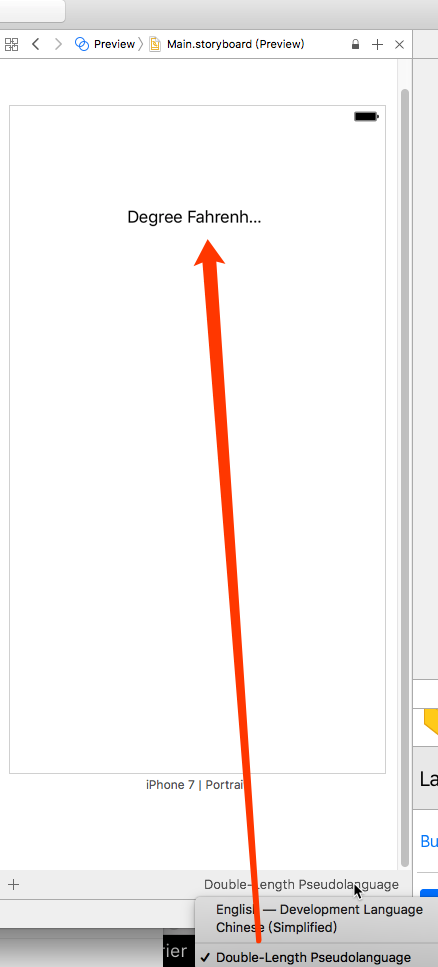 Preview
Main.storyboard (Preview)
Degree Fahrenh...
iPhone 7 | Portrai
La
Bu
Double-Length Pseudolanguage
English — Development Language
Chinese (Simplified)
rier
✓ Double-Length Pseudolanguage